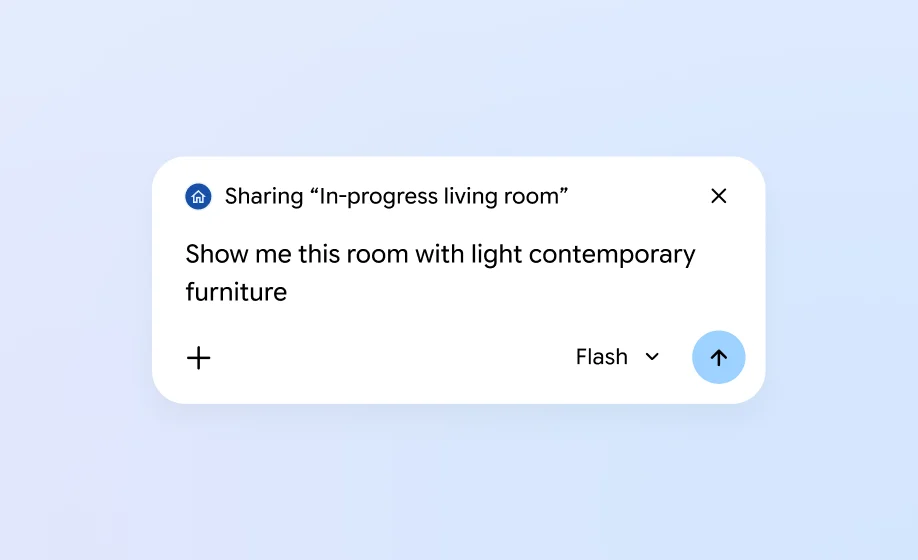 Sharing “In-progress living room”
Show me this room with light contemporary
furniture
Flash